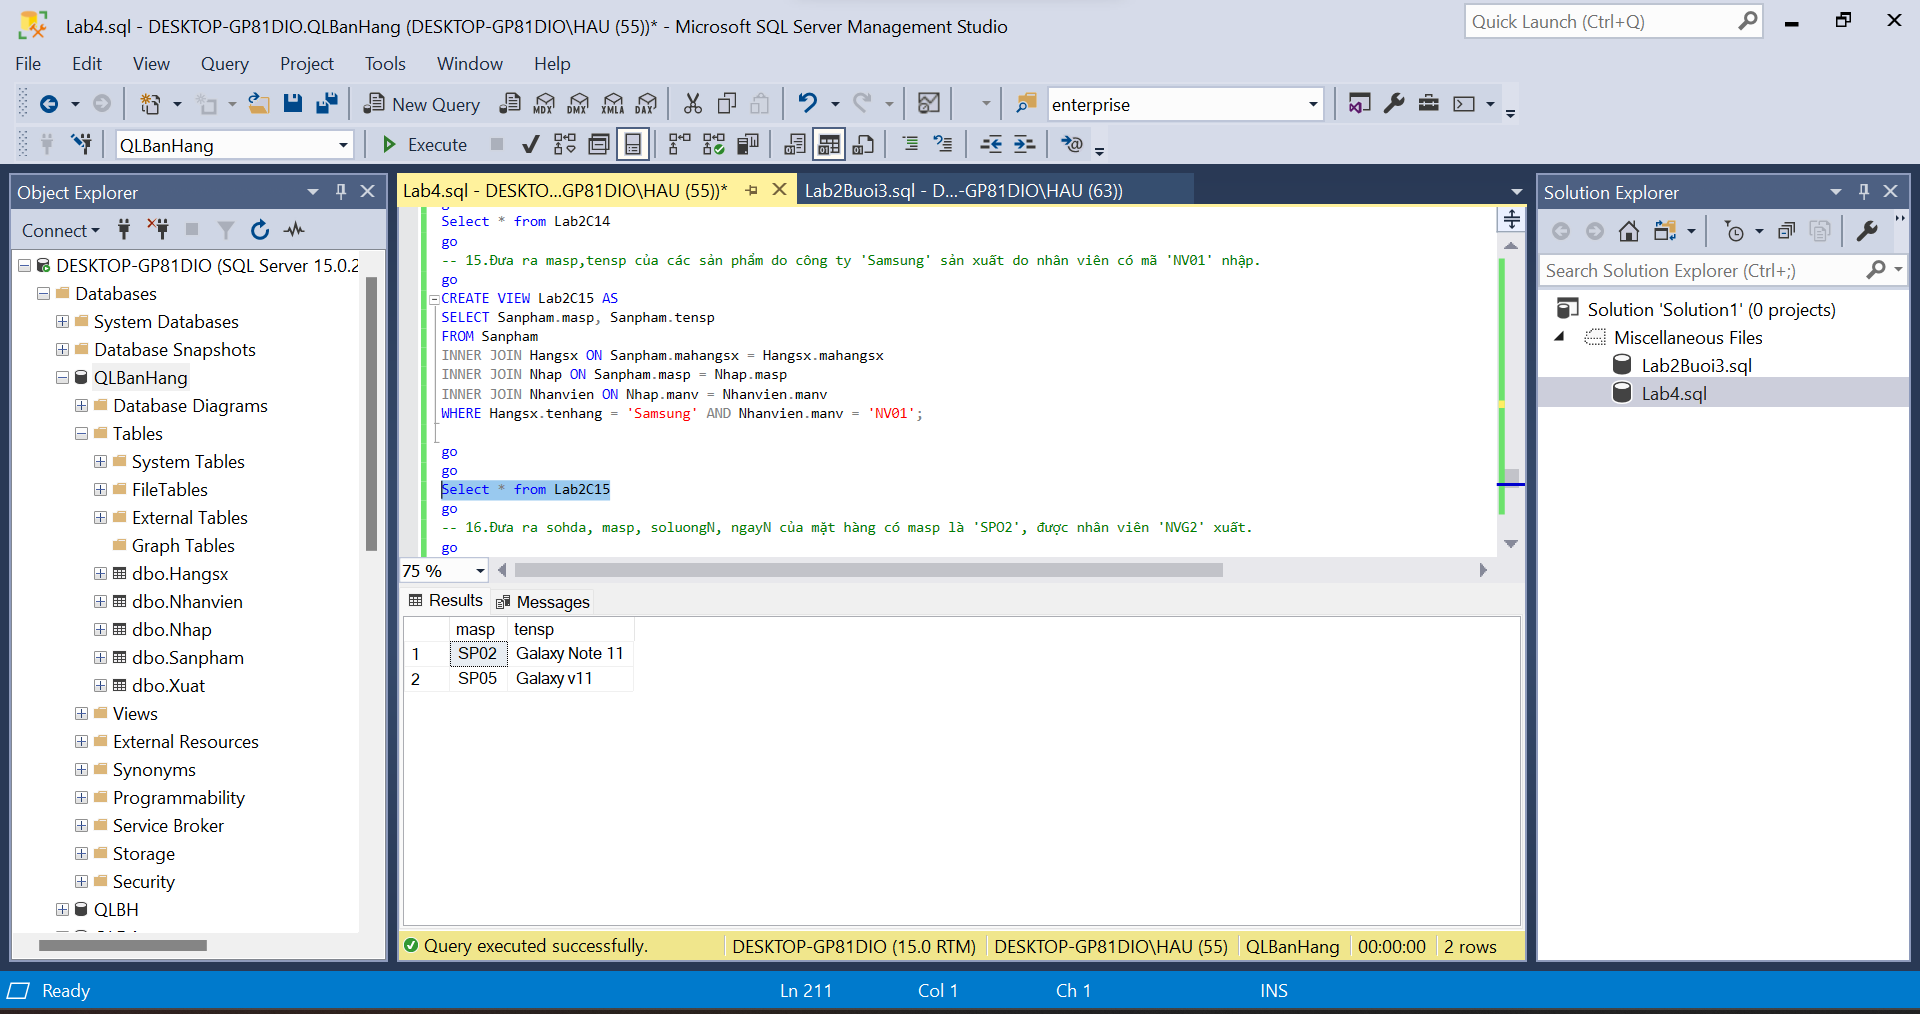 Lab4.sql - DESKTOP-GP81DIO.QLBanHang (DESKTOP-GP81DIO\HAU (55))* - Microsoft SQL Server Management Studio
Quick Launch (Ctrl+Q)
File Edit View Query Project Tools Window Help
New Query MDX DMX XMLA DAX enterprise
QLBanHang Execute
Object Explorer
Connect
DESKTOP-GP81DIO (SQL Server 15.0.2
Databases
System Databases
Database Snapshots
QLBanHang
Database Diagrams
Tables
System Tables
FileTables
External Tables
Graph Tables
dbo.Hangsx
dbo.Nhanvien
dbo.Nhap
dbo.Sanpham
dbo.Xuat
Views
External Resources
Synonyms
Programmability
Service Broker
Storage
Security
QLBH
Lab4.sql - DESKTO...GP81DIO\HAU (55))* Lab2Buoi3.sql - D...-GP81DIO\HAU (63))
Select * from Lab2C14
go
-- 15.Đưa ra masp,tensp của các sản phẩm do công ty 'Samsung' sản xuất do nhân viên có mã 'NV01' nhập.
go
CREATE VIEW Lab2C15 AS
SELECT Sanpham.masp, Sanpham.tensp
FROM Sanpham
INNER JOIN Hangsx ON Sanpham.mahangsx = Hangsx.mahangsx
INNER JOIN Nhap ON Sanpham.masp = Nhap.masp
INNER JOIN Nhanvien ON Nhap.manv = Nhanvien.manv
WHERE Hangsx.tenhang = 'Samsung' AND Nhanvien.manv = 'NV01';
go
go
Select * from Lab2C15
go
-- 16.Đưa ra sohda, masp, soluongN, ngayN của mặt hàng có masp là 'SPO2', được nhân viên 'NVG2' xuất.
go
75 %
Results Messages
masp tensp
1 SP02 Galaxy Note 11
2 SP05 Galaxy v11
Query executed successfully. DESKTOP-GP81DIO (15.0 RTM) DESKTOP-GP81DIO\HAU (55) QLBanHang 00:00:00 2 rows
Solution Explorer
Search Solution Explorer (Ctrl+;)
Solution 'Solution1' (0 projects)
Miscellaneous Files
Lab2Buoi3.sql
Lab4.sql
Ready Ln 211 Col 1 Ch 1 INS